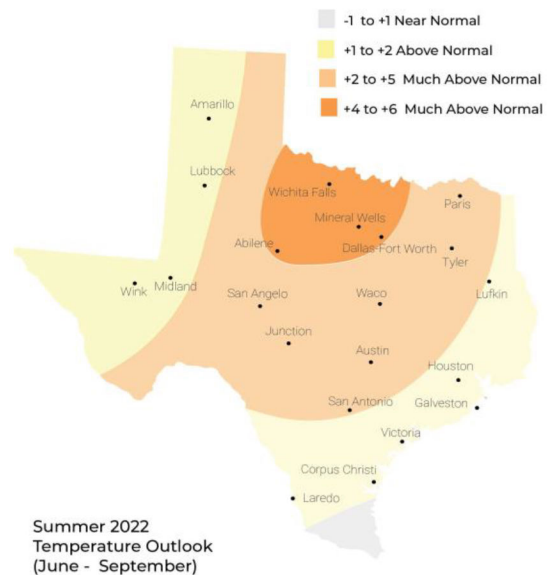 -1 to +1 Near Normal
+1 to +2 Above Normal
+2 to +5 Much Above Normal
+4 to +6 Much Above Normal
Amarillo
Lubbock
Wichita Falls
Paris
Mineral Wells
Abilene
Dallas-Fort Worth
Tyler
Wink
Midland
San Angelo
Waco
Lufkin
Junction
Austin
Houston
San Antonio
Galveston
Victoria
Corpus Christi
Laredo
Summer 2022
Temperature Outlook
(June - September)